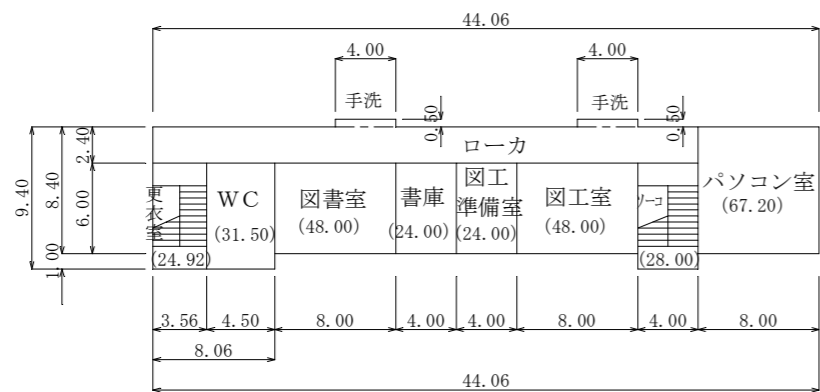 44.06
4.00
4.00
手洗
手洗
0.50
0.50
2.40
ローカ
9.40
8.40
6.00
更衣室
WC
(31.50)
図書室
(48.00)
書庫
(24.00)
図工
準備室
(24.00)
図工室
(48.00)
リーコ
パソコン室
(67.20)
(24.92)
(28.00)
1.00
3.56
4.50
8.00
4.00
4.00
8.00
4.00
8.00
8.06
44.06